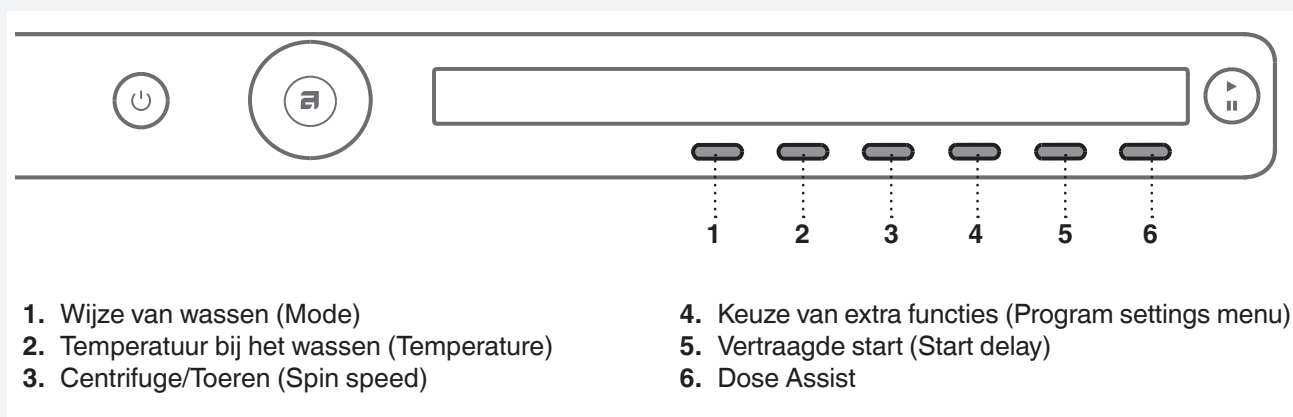 1 2 3 4 5 6
1. Wijze van wassen (Mode)
2. Temperatuur bij het wassen (Temperature)
3. Centrifuge/Toeren (Spin speed)
4. Keuze van extra functies (Program settings menu)
5. Vertraagde start (Start delay)
6. Dose Assist